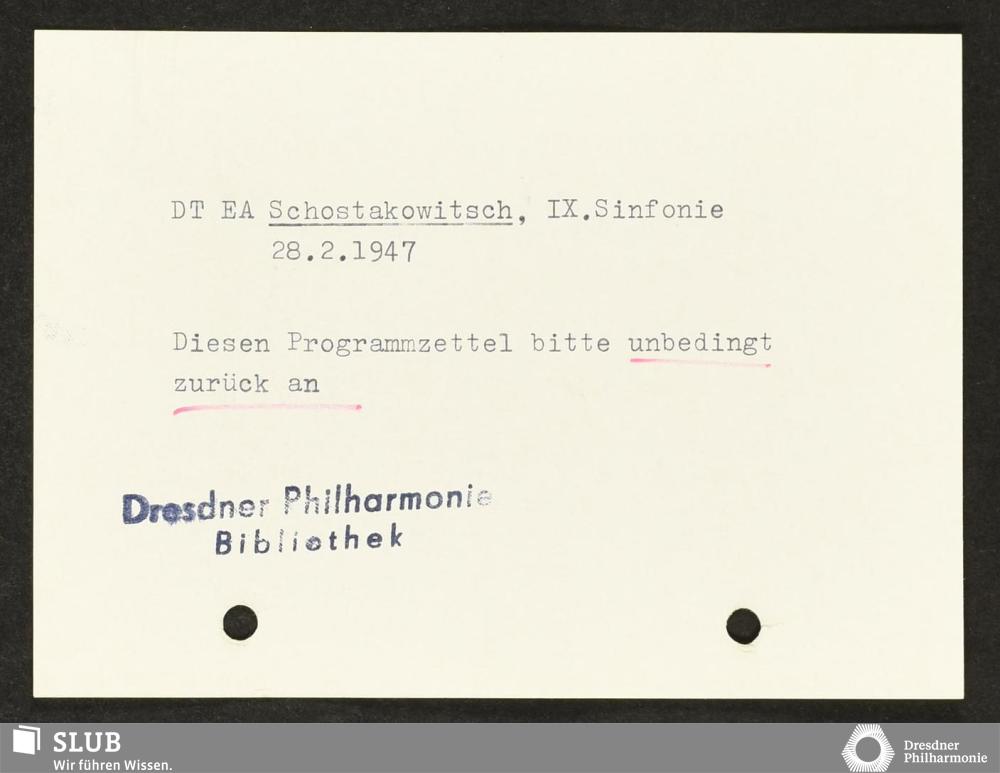 DT EA Schostakowitsch, IX.Sinfonie
28.2.1947
Diesen Programmzettel bitte unbedingt
zurück an
Dresdner Philharmonie
Bibliothek
SLUB
Wir führen Wissen.
Dresdner
Philharmonie